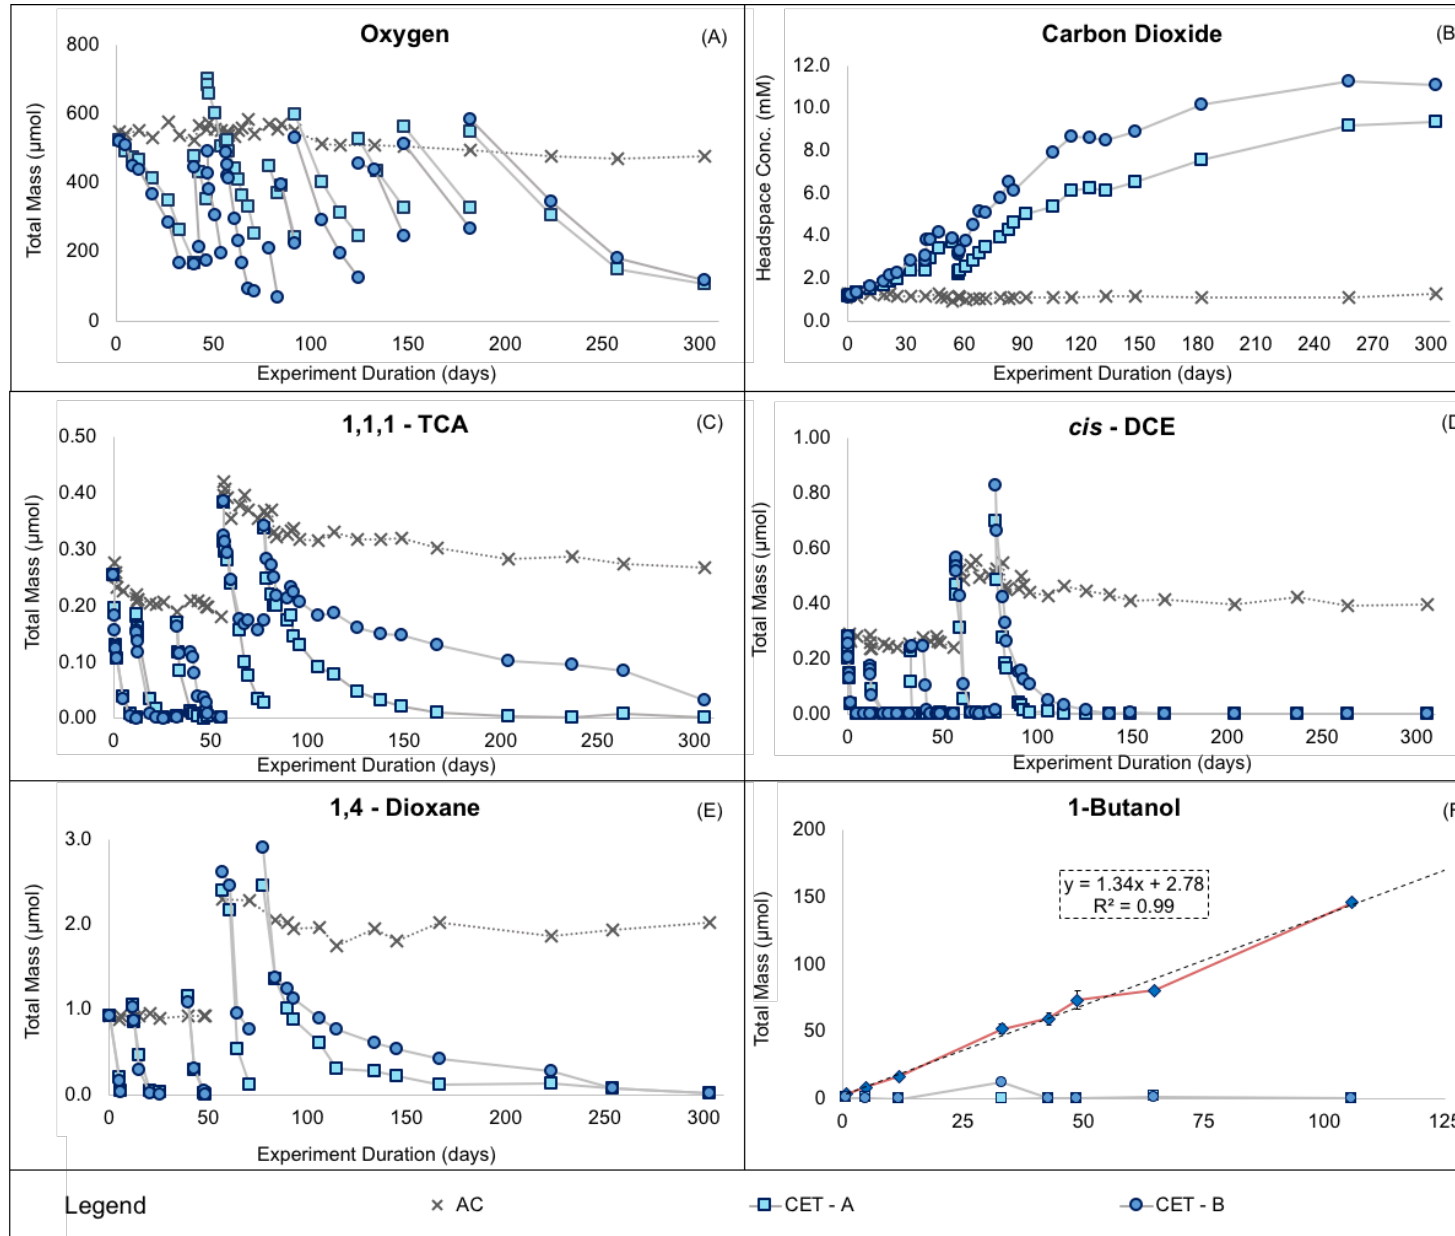 Oxygen
(A)
Total Mass (µmol)
800
600
400
200
0
0 50 100 150 200 250 300
Experiment Duration (days)
Carbon Dioxide
(B
Headspace Conc. (mM)
12.0
10.0
8.0
6.0
4.0
2.0
0.0
0 30 60 90 120 150 180 210 240 270 300
Experiment Duration (days)
1,1,1 - TCA
(C)
Total Mass (µmol)
0.50
0.40
0.30
0.20
0.10
0.00
0 50 100 150 200 250 300
Experiment Duration (days)
cis - DCE
(D
Total Mass (µmol)
1.00
0.80
0.60
0.40
0.20
0.00
0 50 100 150 200 250 300
Experiment Duration (days)
1,4 - Dioxane
(E)
Total Mass (µmol)
3.0
2.0
1.0
0.0
0 50 100 150 200 250 300
Experiment Duration (days)
1-Butanol
(F
Total Mass (µmol)
200
150
100
50
0
y = 1.34x + 2.78
R² = 0.99
0 25 50 75 100 125
Legend
AC
CET - A
CET - B